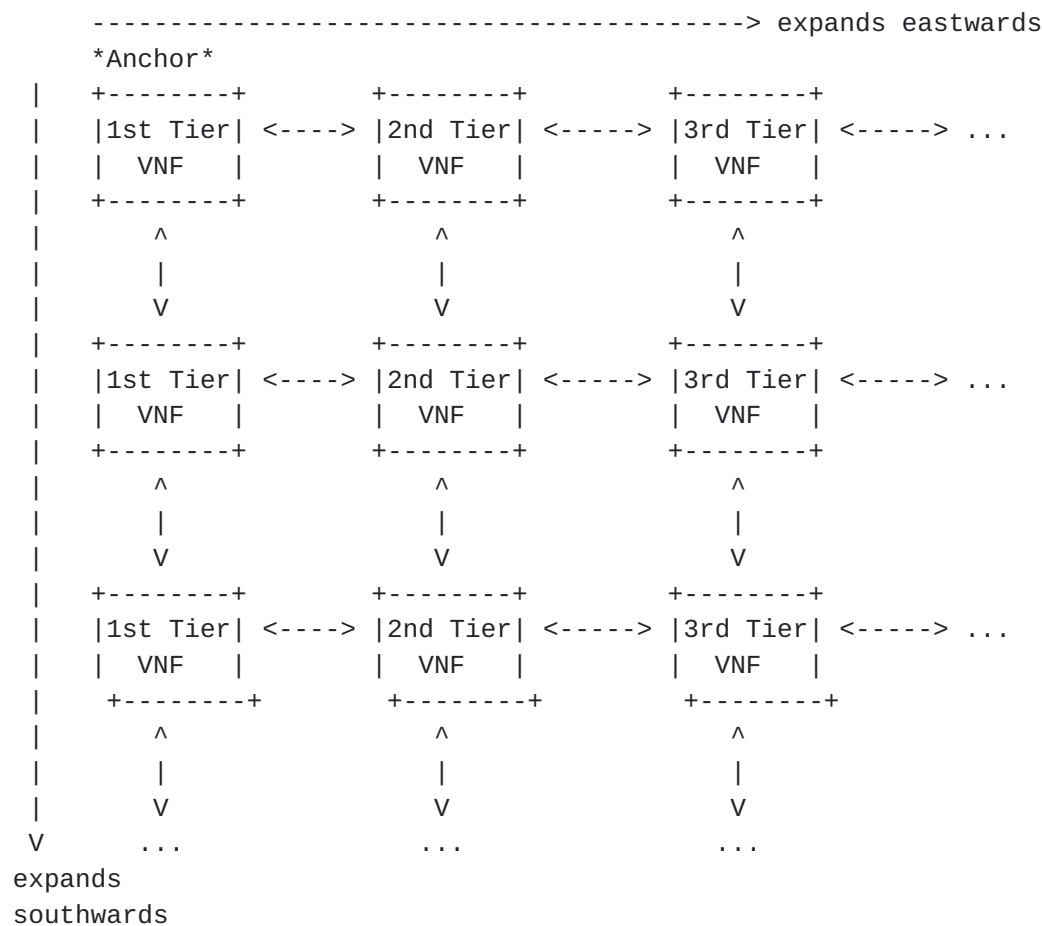 ------------------------------------------> expands eastwards
     *Anchor*
 |   +--------+        +--------+         +--------+
 |   |1st Tier| <----> |2nd Tier| <-----> |3rd Tier| <-----> ...
 |   |  VNF   |        |  VNF   |         |  VNF   |
 |   +--------+        +--------+         +--------+
 |       ^                 ^                  ^
 |       |                 |                  |
 |       V                 V                  V
 |   +--------+        +--------+         +--------+
 |   |1st Tier| <----> |2nd Tier| <-----> |3rd Tier| <-----> ...
 |   |  VNF   |        |  VNF   |         |  VNF   |
 |   +--------+        +--------+         +--------+
 |       ^                 ^                  ^
 |       |                 |                  |
 |       V                 V                  V
 |   +--------+        +--------+         +--------+
 |   |1st Tier| <----> |2nd Tier| <-----> |3rd Tier| <-----> ...
 |   |  VNF   |        |  VNF   |         |  VNF   |
 |    +--------+        +--------+         +--------+
 |       ^                 ^                  ^
 |       |                 |                  |
 |       V                 V                  V
 V      ...               ...                ...
expands
southwards